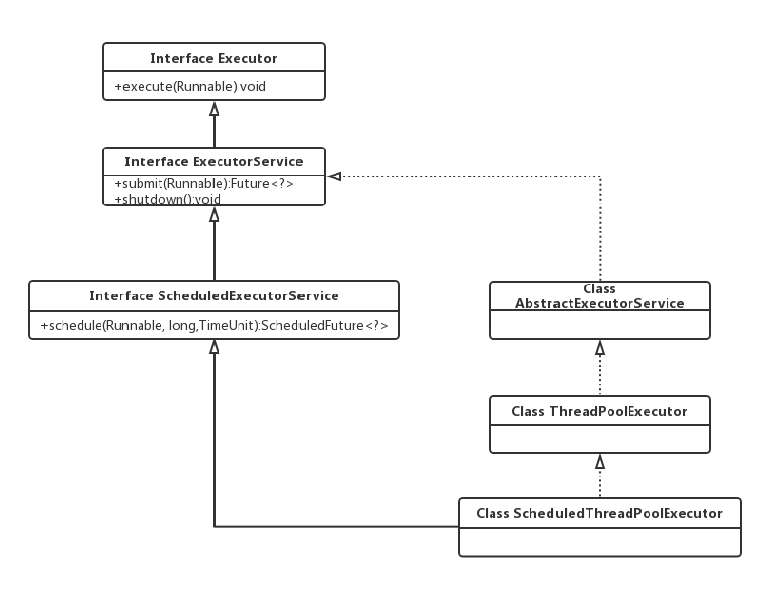 Interface Executor
+execute(Runnable):void
Interface ExecutorService
+submit(Runnable):Future<?>
+shutdown():void
Interface ScheduledExecutorService
+schedule(Runnable, long,TimeUnit):ScheduledFuture<?>
Class
AbstractExecutorService
Class ThreadPoolExecutor
Class ScheduledThreadPoolExecutor